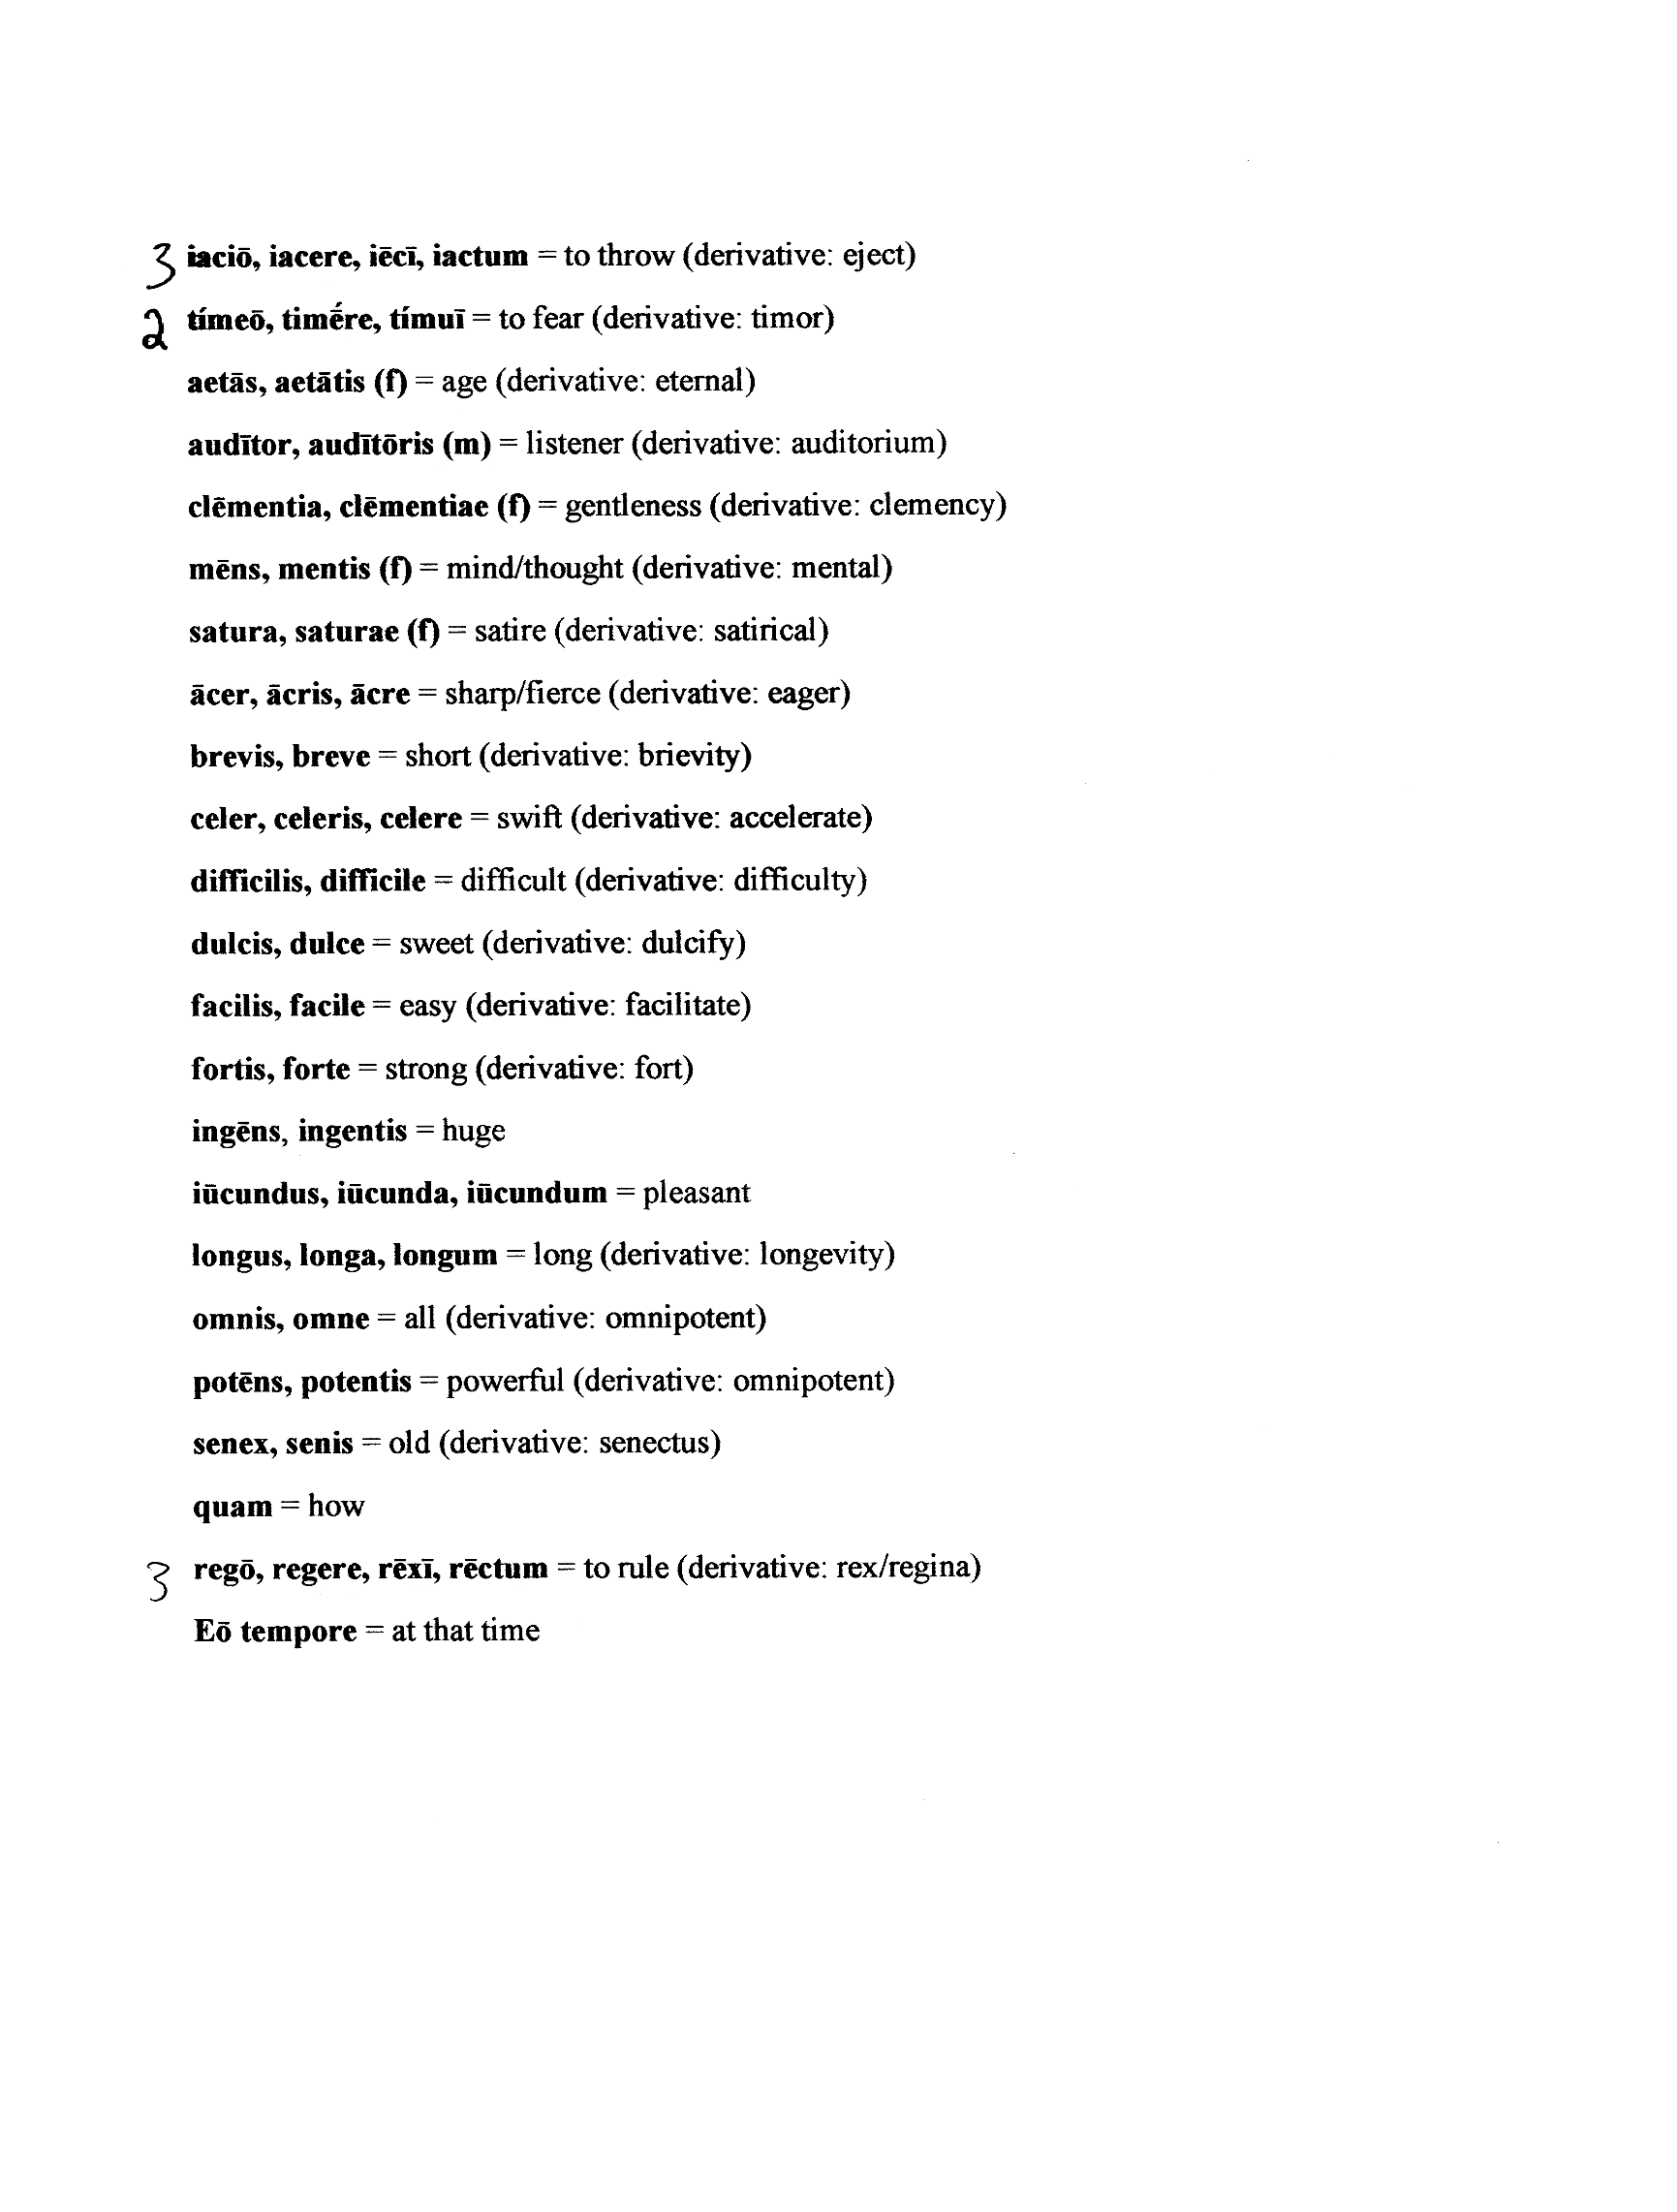 3 iaciō, iacere, iēcī, iactum = to throw (derivative: eject)
2 tímeō, timḗre, tímuī = to fear (derivative: timor)
aetās, aetātis (f) = age (derivative: eternal)
audītor, audītōris (m) = listener (derivative: auditorium)
clēmentia, clēmentiae (f) = gentleness (derivative: clemency)
mēns, mentis (f) = mind/thought (derivative: mental)
satura, saturae (f) = satire (derivative: satirical)
ācer, ācris, ācre = sharp/fierce (derivative: eager)
brevis, breve = short (derivative: brievity)
celer, celeris, celere = swift (derivative: accelerate)
difficilis, difficile = difficult (derivative: difficulty)
dulcis, dulce = sweet (derivative: dulcify)
facilis, facile = easy (derivative: facilitate)
fortis, forte = strong (derivative: fort)
ingēns, ingentis = huge
iūcundus, iūcunda, iūcundum = pleasant
longus, longa, longum = long (derivative: longevity)
omnis, omne = all (derivative: omnipotent)
potēns, potentis = powerful (derivative: omnipotent)
senex, senis = old (derivative: senectus)
quam = how
3 regō, regere, rēxī, rēctum = to rule (derivative: rex/regina)
Eō tempore = at that time